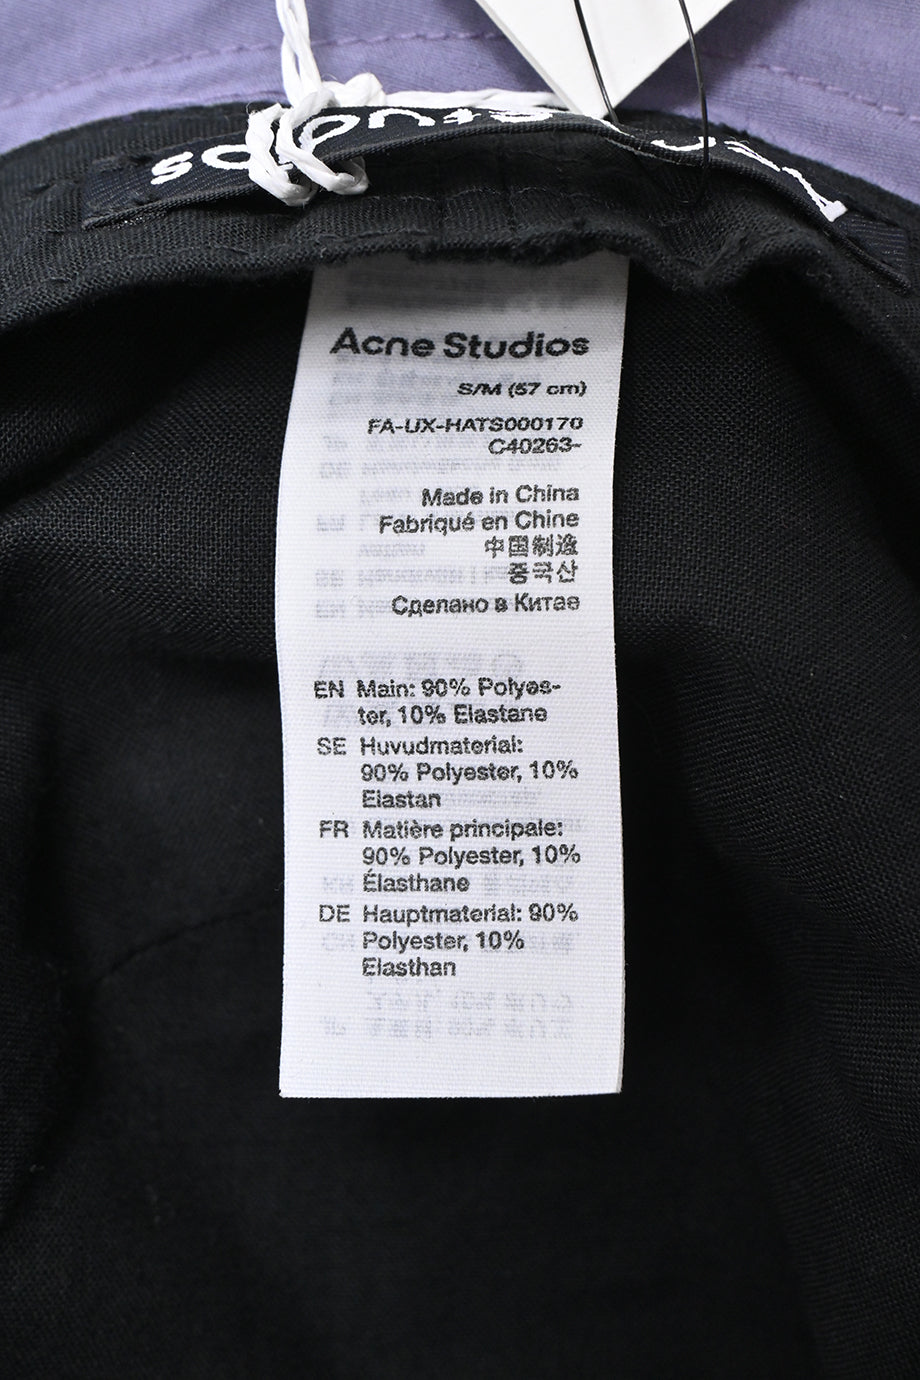 Acne Studios
Acne Studios
S/M (57 cm)
FA-UX-HATS000170
C40263-
Made in China
Fabriqué en Chine
中国制造
중국산
Сделано в Китае
EN Main: 90% Polyes-
ter, 10% Elastane
SE Huvudmaterial:
90% Polyester, 10%
Elastan
FR Matière principale:
90% Polyester, 10%
Élasthane
DE Hauptmaterial: 90%
Polyester, 10%
Elasthan